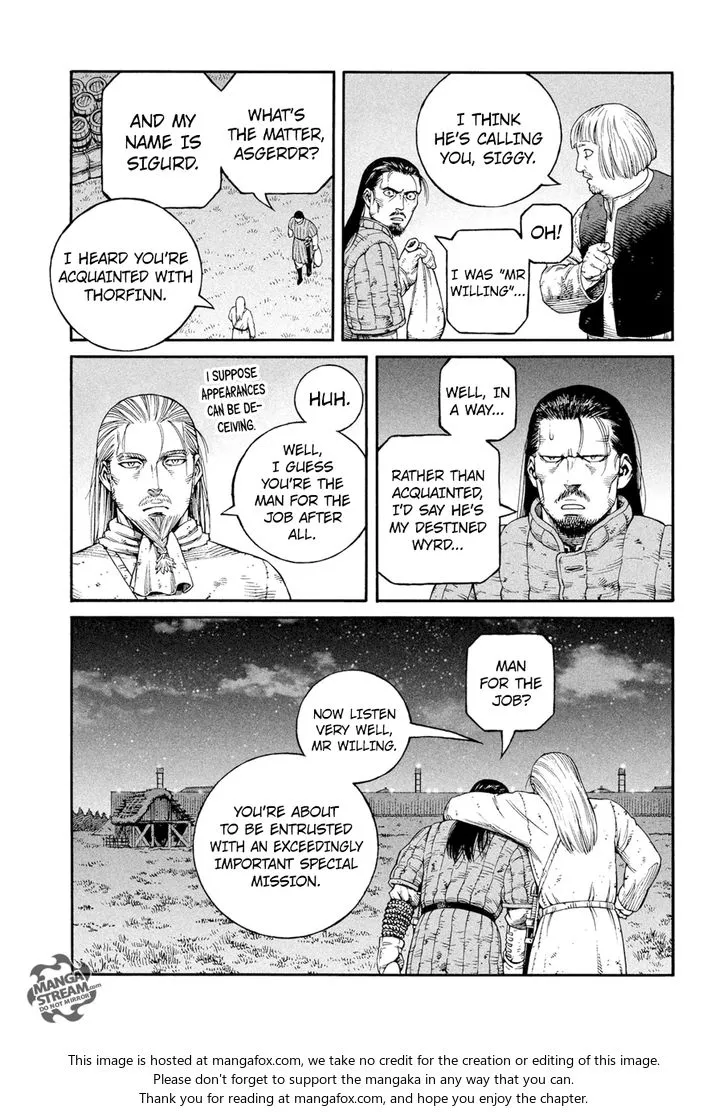 I THINK
HE'S CALLING
YOU, SIGGY.
OH!
I WAS "MR
WILLING"...
WHAT'S
THE MATTER,
ASGERDR?
AND MY
NAME IS
SIGURD.
I HEARD YOU'RE
ACQUAINTED WITH
THORFINN.
WELL, IN
A WAY...
RATHER THAN
ACQUAINTED,
I'D SAY HE'S
MY DESTINED
WYRD...
HUH.
I SUPPOSE
APPEARANCES
CAN BE DE-
CEIVING.
WELL,
I GUESS
YOU'RE THE
MAN FOR THE
JOB AFTER
ALL.
MAN
FOR THE
JOB?
NOW LISTEN
VERY WELL,
MR WILLING.
YOU'RE ABOUT
TO BE ENTRUSTED
WITH AN EXCEEDINGLY
IMPORTANT SPECIAL
MISSION.
MANGA
STREAM.com
DO NOT MIRROR
This image is hosted at mangafox.com, we take no credit for the creation or editing of this image.
Please don't forget to support the mangaka in any way that you can.
Thank you for reading at mangafox.com, and hope you enjoy the chapter.